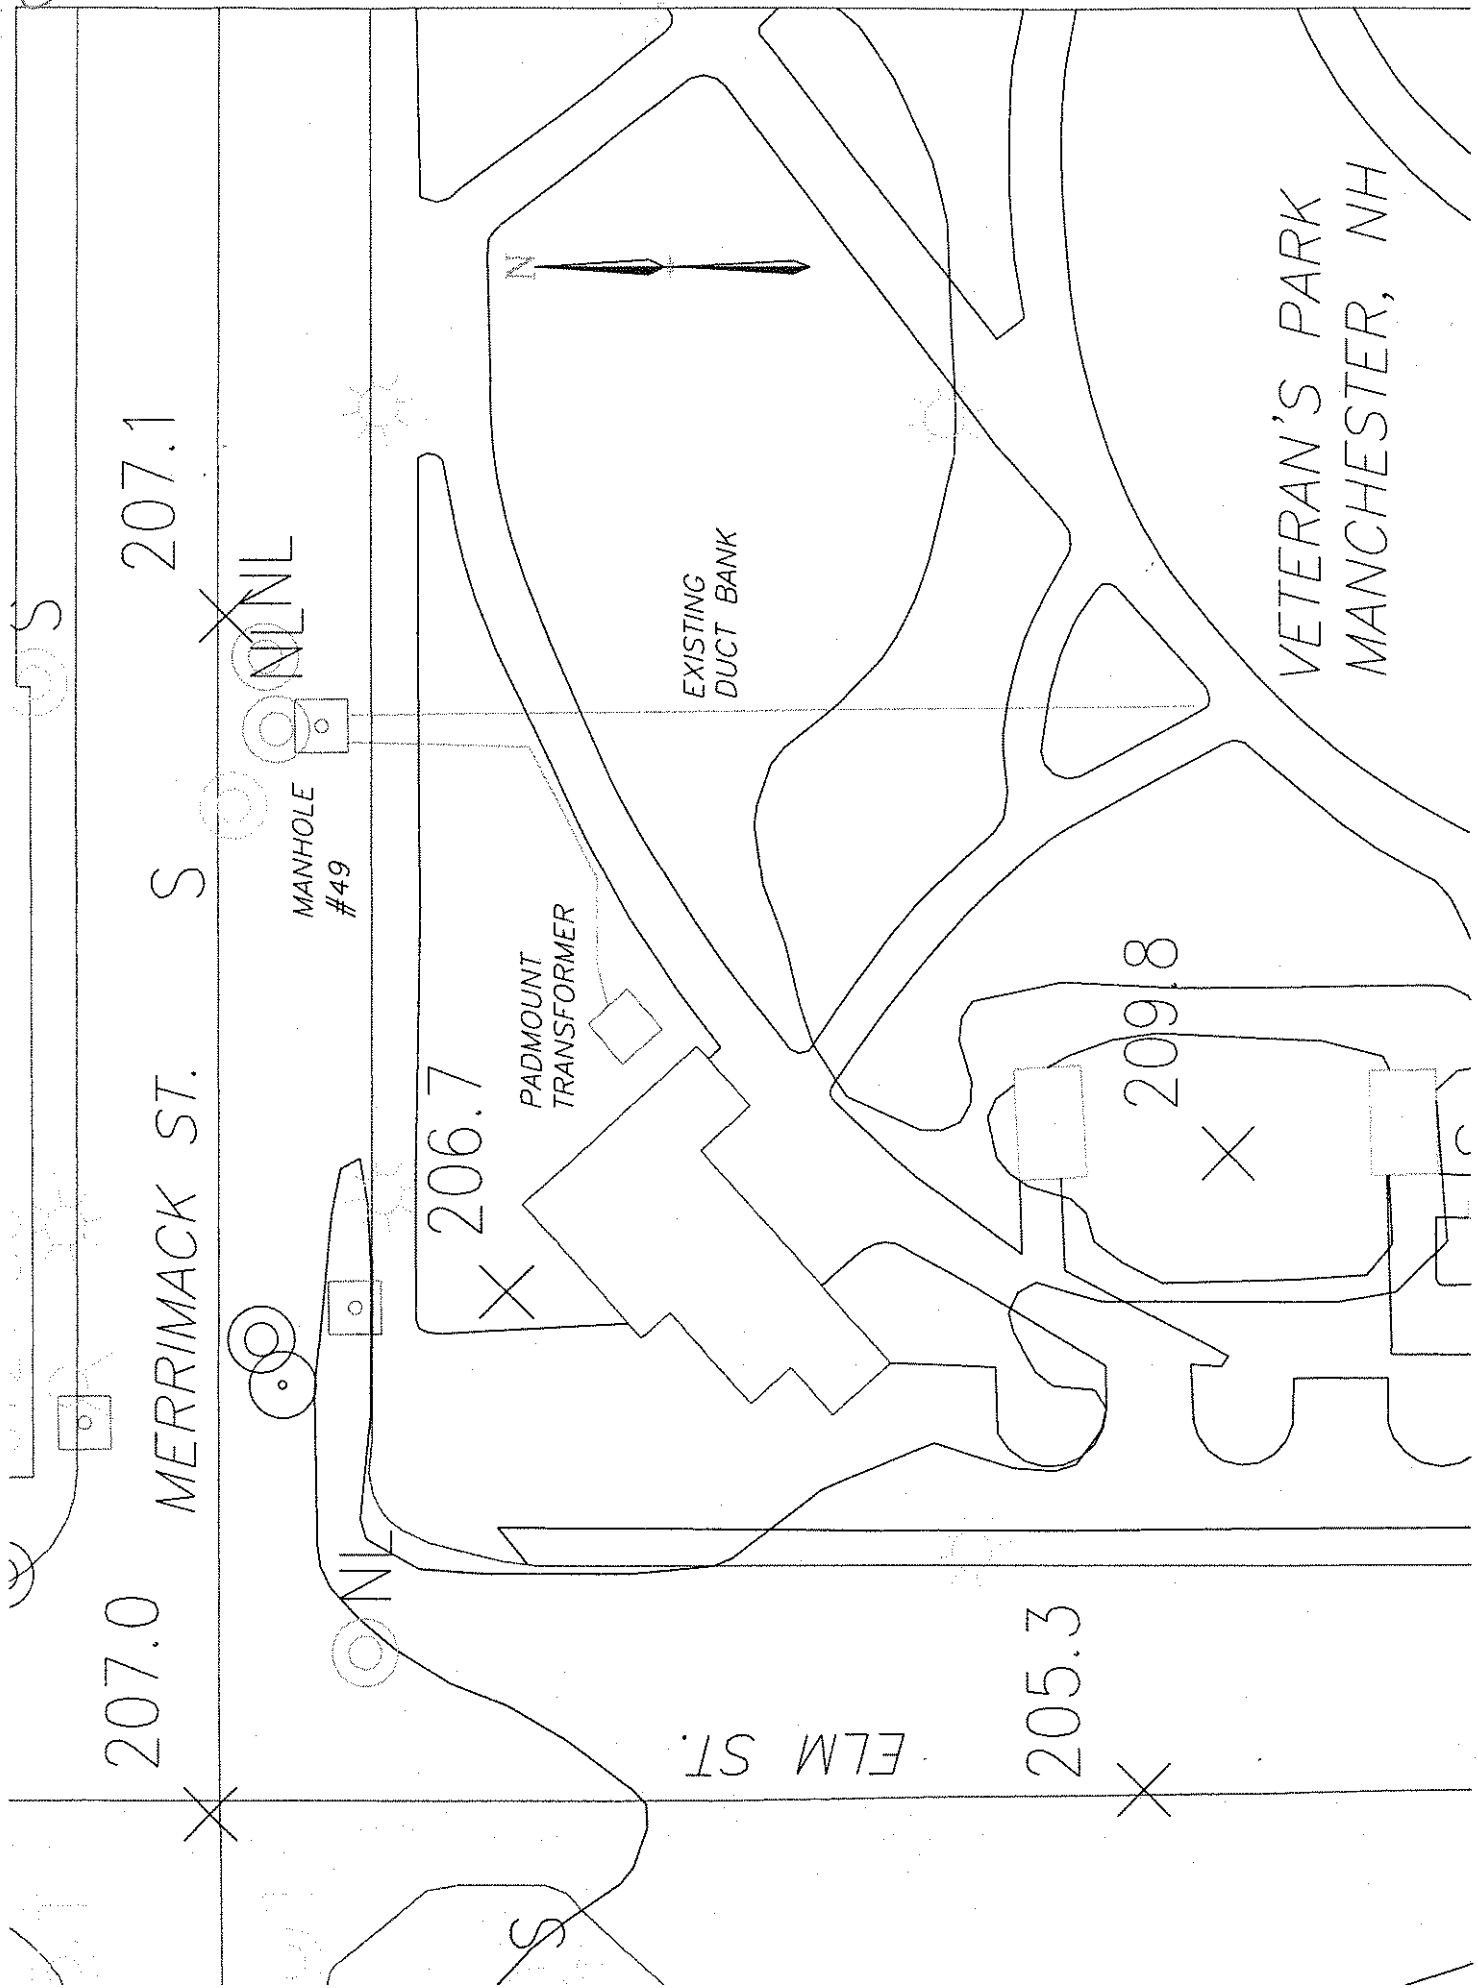 207.0
MERRIMACK ST.
S
207.1
S
NL
MANHOLE
#49
NL
NL
206.7
PADMOUNT
TRANSFORMER
N
EXISTING
DUCT BANK
ELM ST.
205.3
209.8
S
VETERAN'S PARK
MANCHESTER, NH